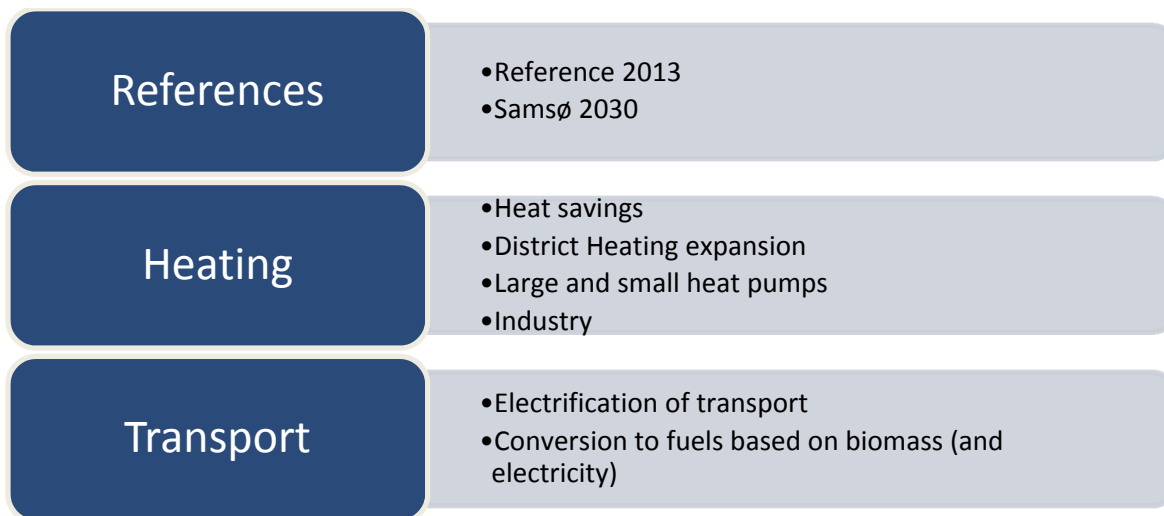 References
•Reference 2013
•Samsø 2030
Heating
•Heat savings
•District Heating expansion
•Large and small heat pumps
•Industry
Transport
•Electrification of transport
•Conversion to fuels based on biomass (and
electricity)